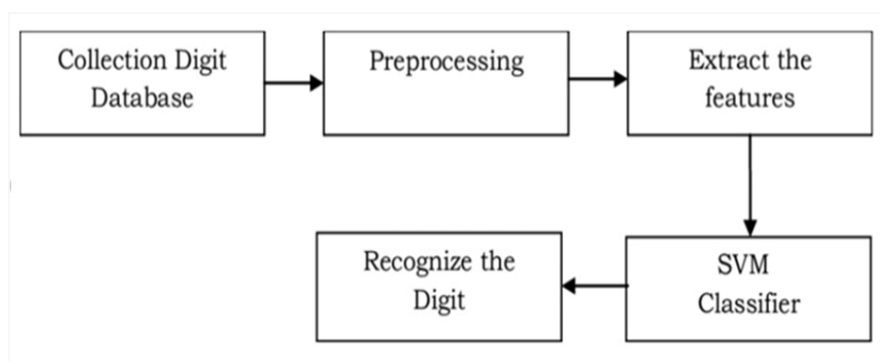 Collection Digit
Database
Preprocessing
Extract the
features
SVM
Classifier
Recognize the
Digit